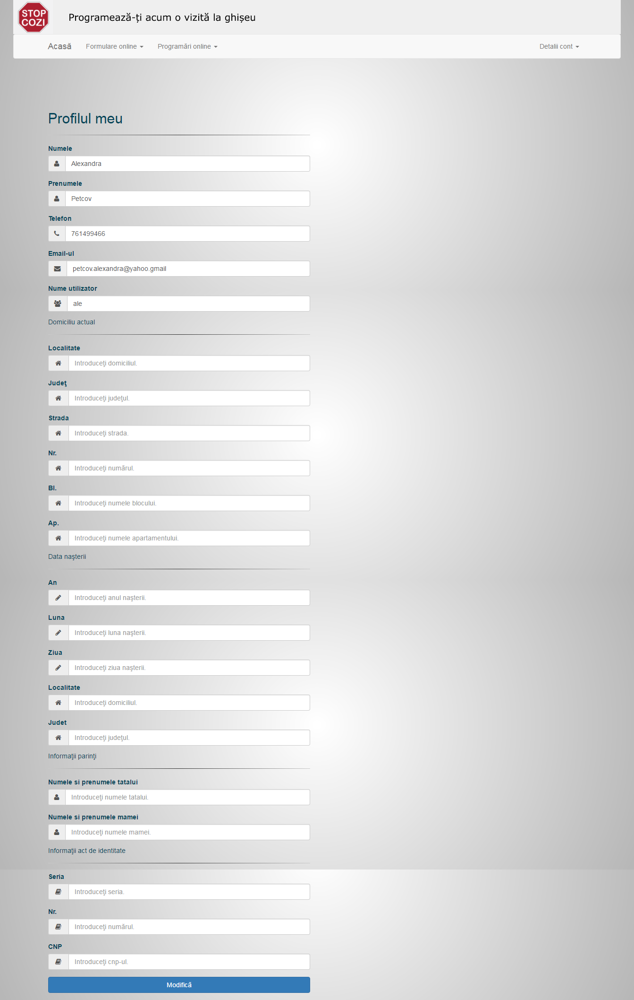 STOP
COZI
Programează-ți acum o vizită la ghișeu
Acasă Formulare online Programări online Detalii cont
Profilul meu
Numele
Alexandra
Prenumele
Petcov
Telefon
761499466
Email-ul
petcov.alexandra@yahoo.gmail
Nume utilizator
ale
Domiciliu actual
Localitate
Introduceţi domiciliul.
Judeţ
Introduceţi judeţul.
Strada
Introduceţi strada.
Nr.
Introduceţi numărul.
Bl.
Introduceţi numele blocului.
Ap.
Introduceţi numele apartamentului.
Data naşterii
An
Introduceţi anul naşterii.
Luna
Introduceţi luna naşterii.
Ziua
Introduceţi ziua naşterii.
Localitate
Introduceţi domiciliul.
Judet
Introduceţi judeţul.
Informaţii parinţi
Numele si prenumele tatalui
Introduceţi numele tatalui.
Numele si prenumele mamei
Introduceţi numele mamei.
Informaţii act de identitate
Seria
Introduceţi seria.
Nr.
Introduceţi numărul.
CNP
Introduceţi cnp-ul.
Modifică